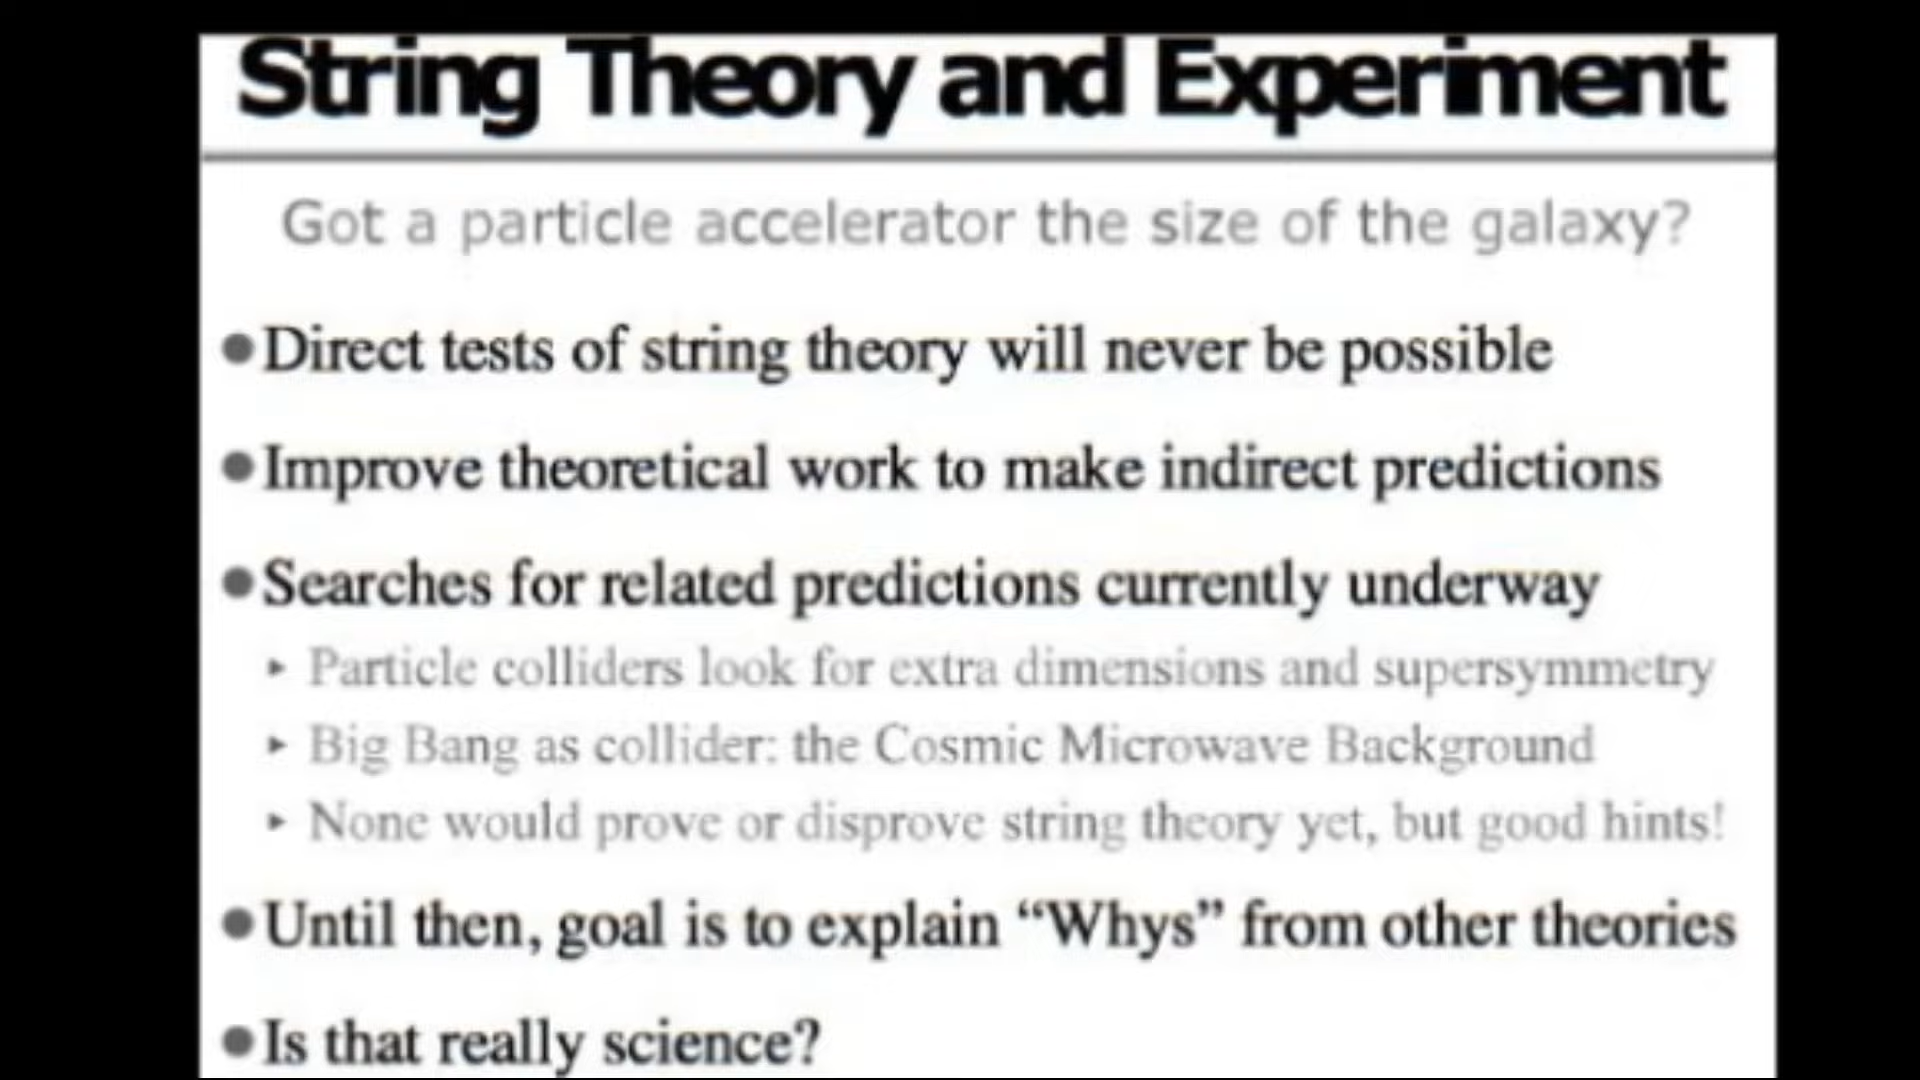 String Theory and Experiment
Got a particle accelerator the size of the galaxy?
●Direct tests of string theory will never be possible
●Improve theoretical work to make indirect predictions
●Searches for related predictions currently underway
▸ Particle colliders look for extra dimensions and supersymmetry
▸ Big Bang as collider: the Cosmic Microwave Background
▸ None would prove or disprove string theory yet, but good hints!
●Until then, goal is to explain “Whys” from other theories
●Is that really science?